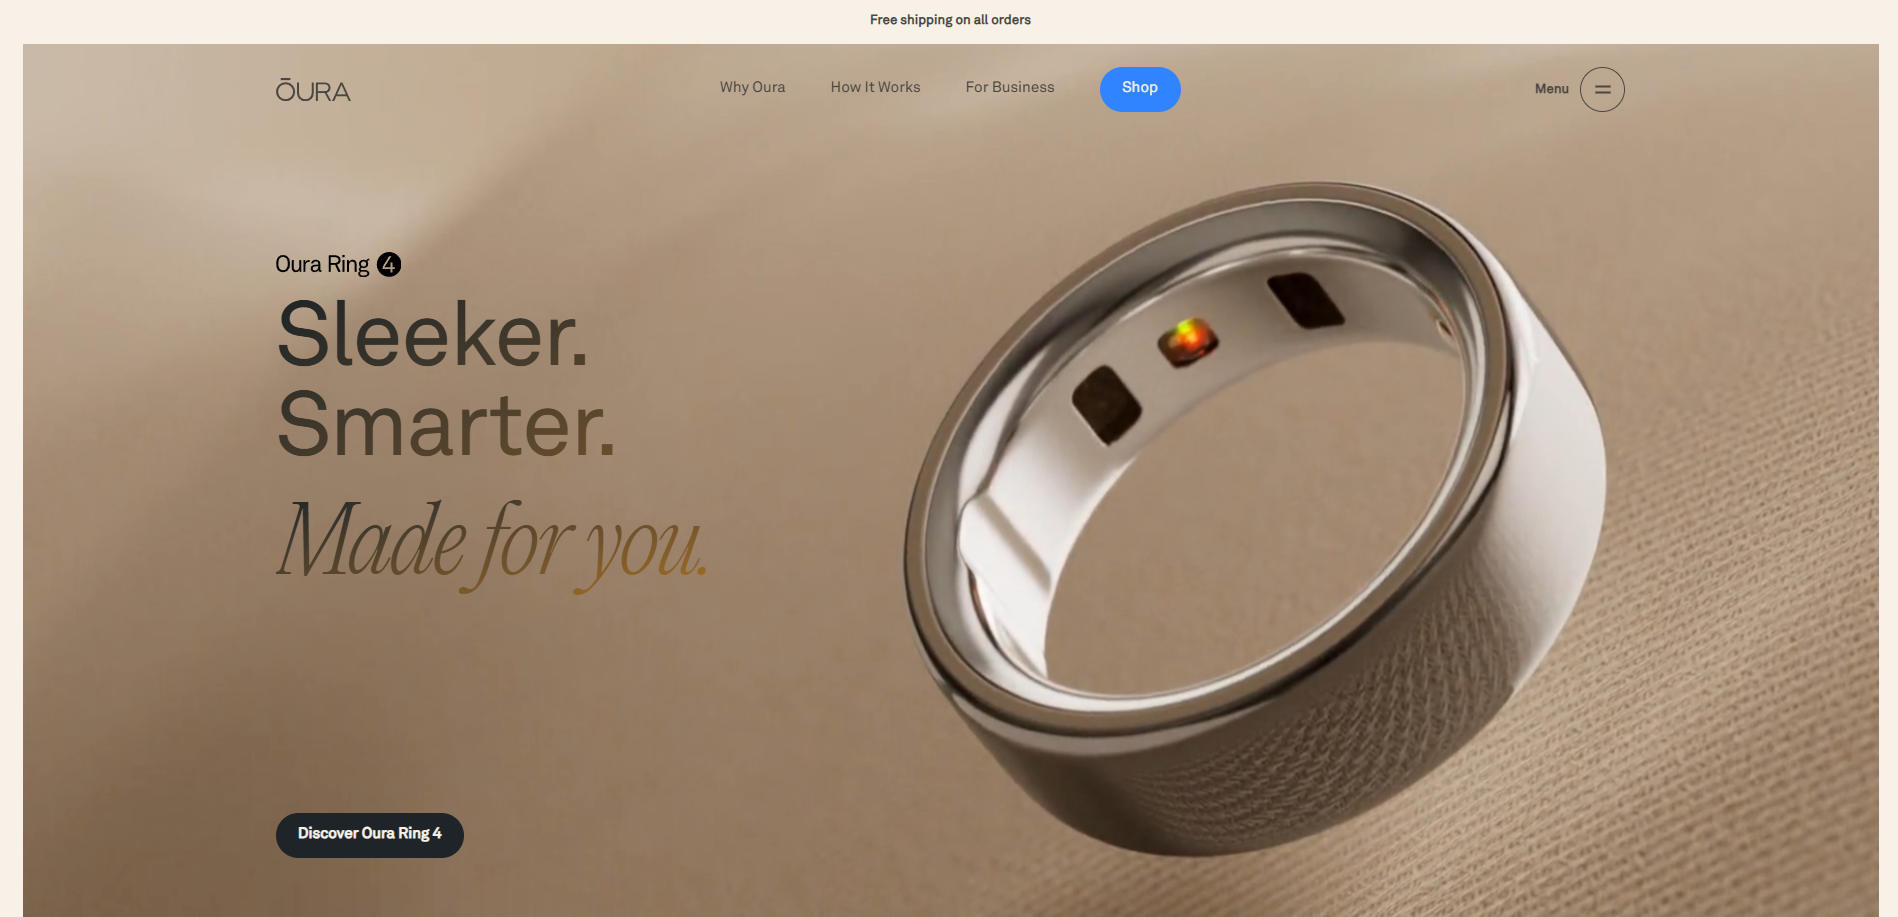 Free shipping on all orders
ŌURA
Why Oura
How It Works
For Business
Shop
Menu
Oura Ring 4
Sleeker.
Smarter.
Made for you.
Discover Oura Ring 4